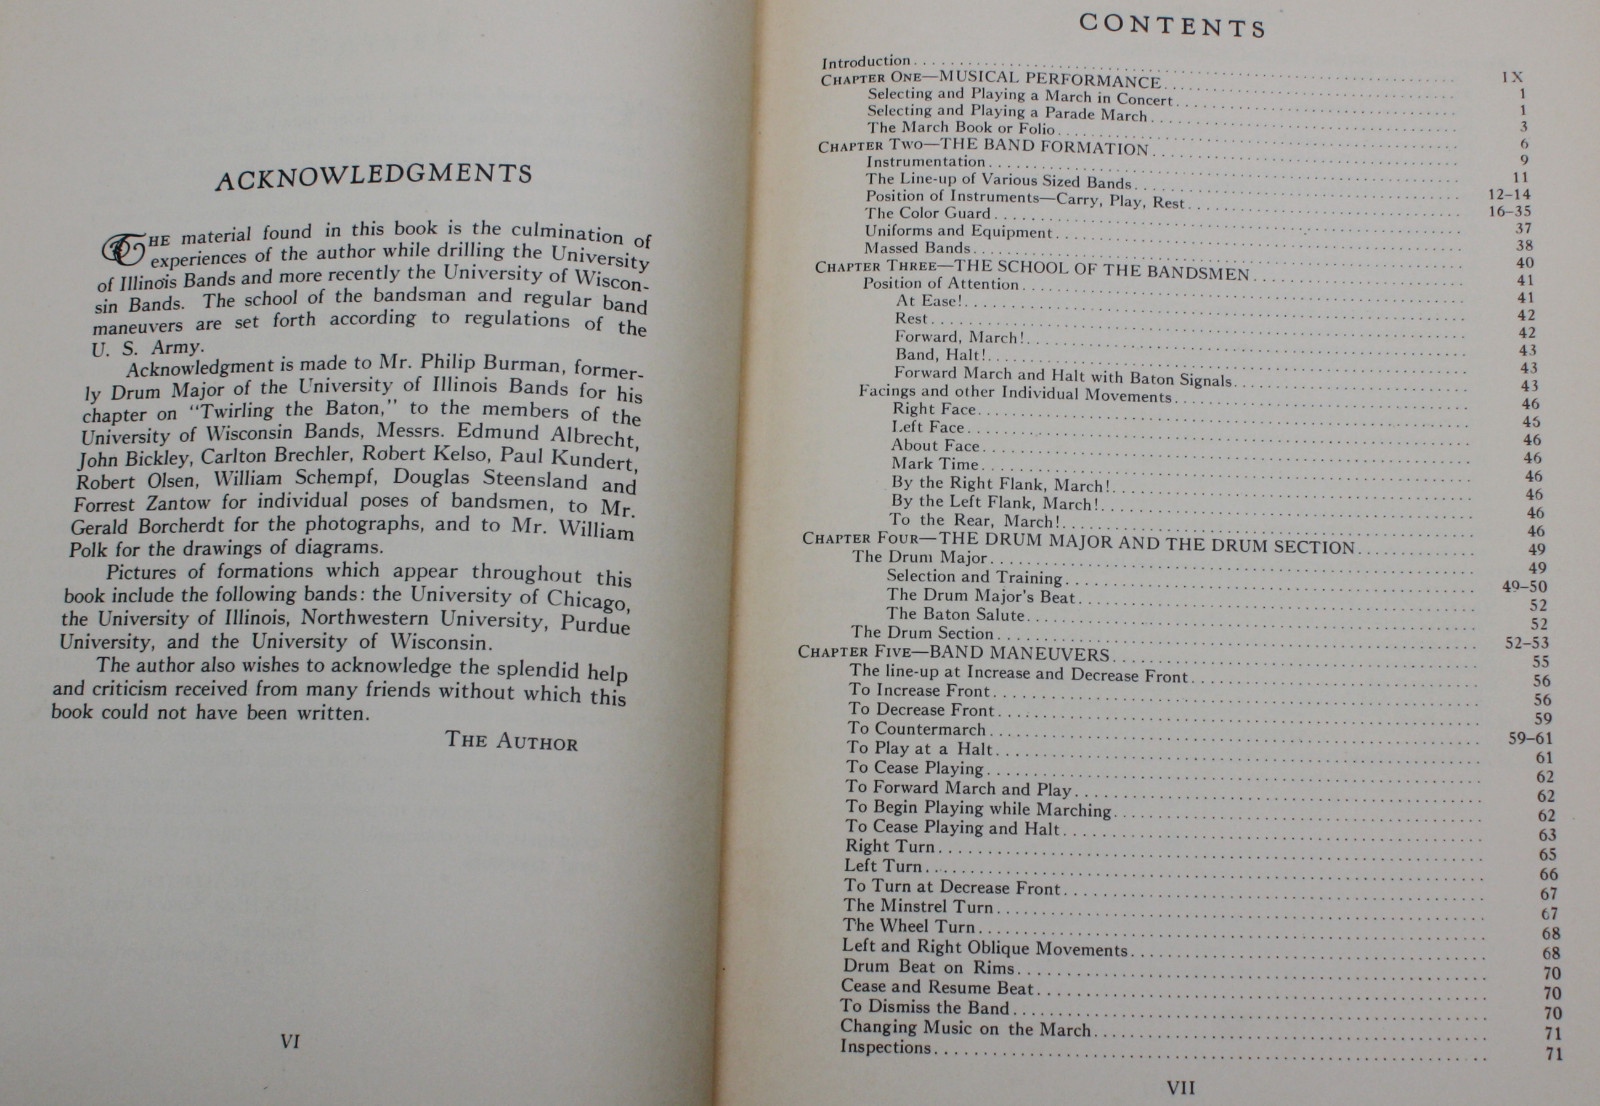 ACKNOWLEDGMENTS
THE material found in this book is the culmination of
experiences of the author while drilling the University
of Illinois Bands and more recently the University of Wiscon-
sin Bands. The school of the bandsman and regular band
maneuvers are set forth according to regulations of the
U. S. Army.
Acknowledgment is made to Mr. Philip Burman, former-
ly Drum Major of the University of Illinois Bands for his
chapter on "Twirling the Baton," to the members of the
University of Wisconsin Bands, Messrs. Edmund Albrecht,
John Bickley, Carlton Brechler, Robert Kelso, Paul Kundert,
Robert Olsen, William Schempf, Douglas Steensland and
Forrest Zantow for individual poses of bandsmen, to Mr.
Gerald Borcherdt for the photographs, and to Mr. William
Polk for the drawings of diagrams.
Pictures of formations which appear throughout this
book include the following bands: the University of Chicago,
the University of Illinois, Northwestern University, Purdue
University, and the University of Wisconsin.
The author also wishes to acknowledge the splendid help
and criticism received from many friends without which this
book could not have been written.
THE AUTHOR
VI
CONTENTS
Introduction IX
CHAPTER ONE—MUSICAL PERFORMANCE 1
Selecting and Playing a March in Concert 1
Selecting and Playing a Parade March 3
The March Book or Folio 6
CHAPTER TWO—THE BAND FORMATION 9
Instrumentation 11
The Line-up of Various Sized Bands 12–14
Position of Instruments—Carry, Play, Rest 16–35
The Color Guard 37
Uniforms and Equipment 38
Massed Bands 40
CHAPTER THREE—THE SCHOOL OF THE BANDSMEN 41
Position of Attention 41
At Ease! 42
Rest 42
Forward, March! 43
Band, Halt! 43
Forward March and Halt with Baton Signals 43
Facings and other Individual Movements 46
Right Face 45
Left Face 46
About Face 46
Mark Time 46
By the Right Flank, March! 46
By the Left Flank, March! 46
To the Rear, March! 46
CHAPTER FOUR—THE DRUM MAJOR AND THE DRUM SECTION 49
The Drum Major 49
Selection and Training 49–50
The Drum Major's Beat 52
The Baton Salute 52
The Drum Section 52–53
CHAPTER FIVE—BAND MANEUVERS 55
The line-up at Increase and Decrease Front 56
To Increase Front 56
To Decrease Front 59
To Countermarch 59–61
To Play at a Halt 61
To Cease Playing 62
To Forward March and Play 62
To Begin Playing while Marching 62
To Cease Playing and Halt 63
Right Turn 65
Left Turn 66
To Turn at Decrease Front 67
The Minstrel Turn 67
The Wheel Turn 68
Left and Right Oblique Movements 68
Drum Beat on Rims 70
Cease and Resume Beat 70
To Dismiss the Band 70
Changing Music on the March 71
Inspections 71
VII